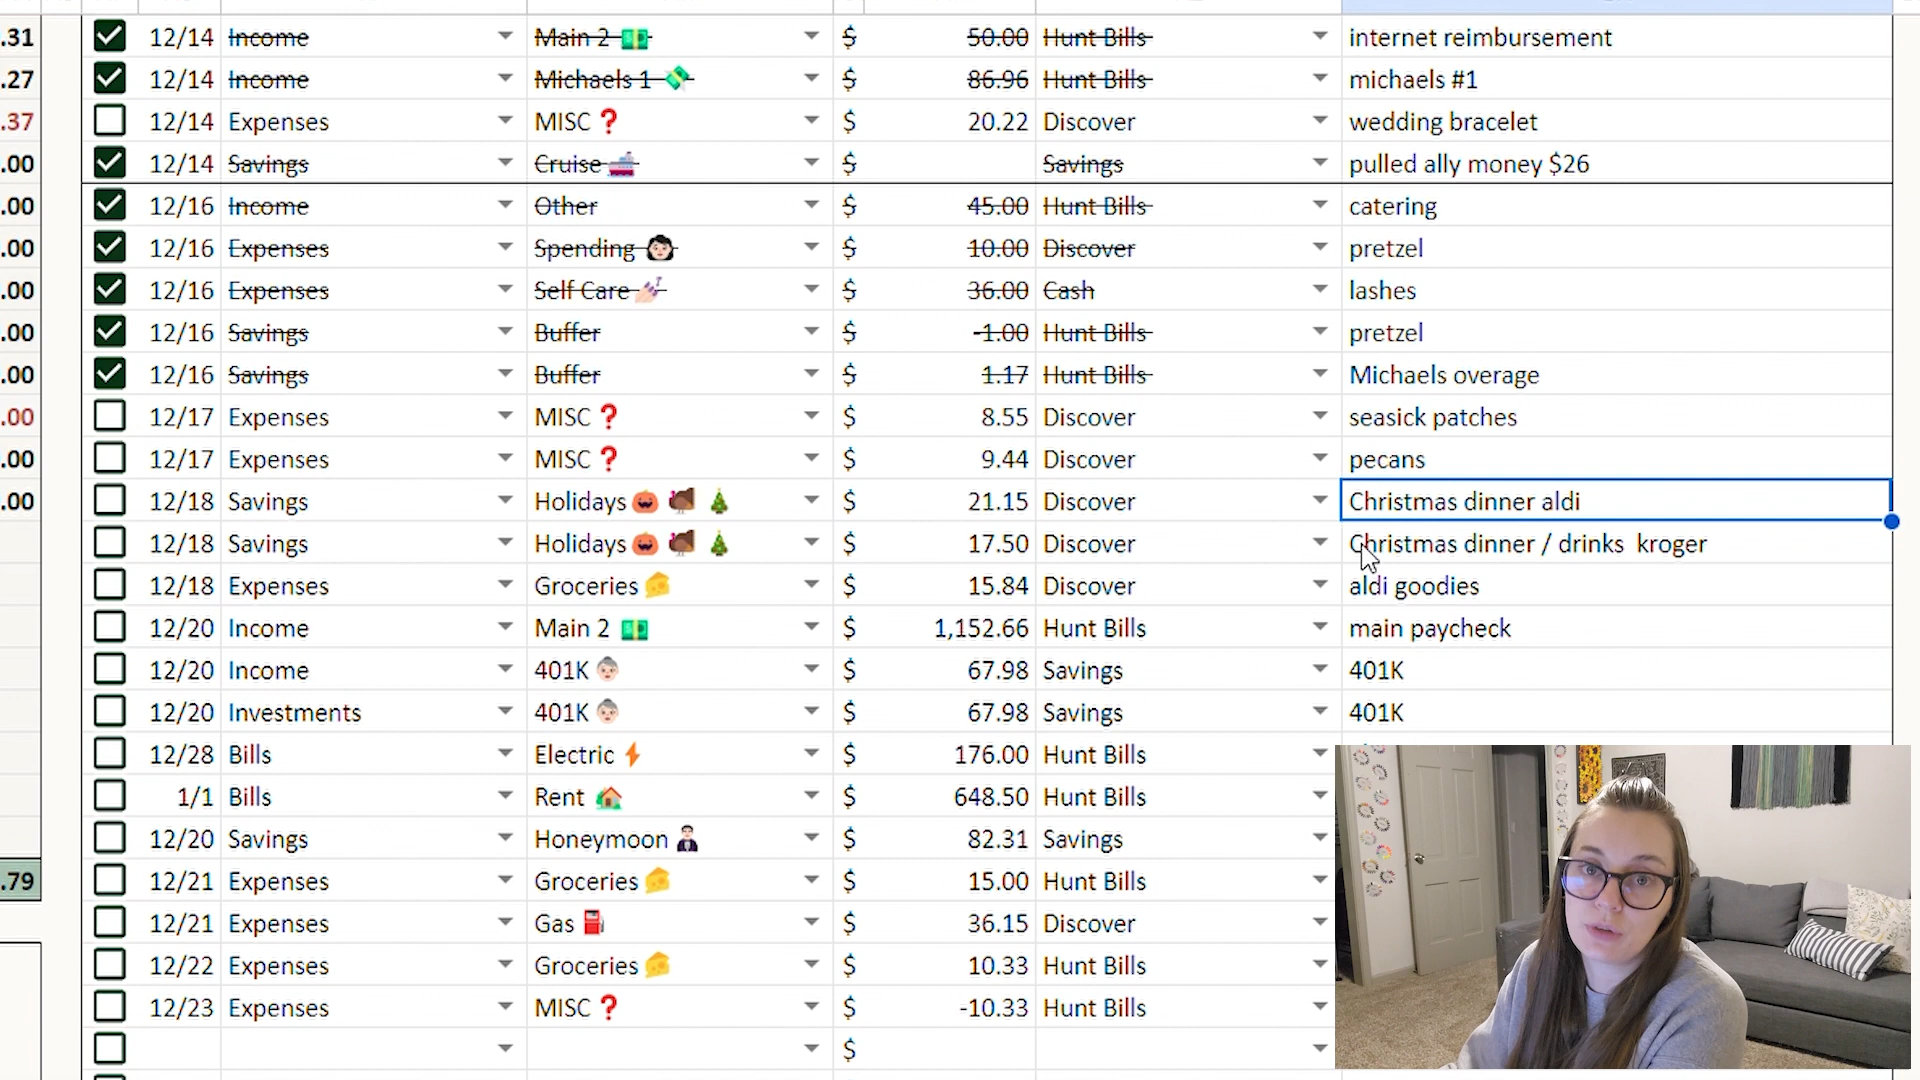 .31 12/14 Income Main 2 $ 50.00 Hunt Bills internet reimbursement
.27 12/14 Income Michaels 1 $ 86.96 Hunt Bills michaels #1
.37 12/14 Expenses MISC ❓ $ 20.22 Discover wedding bracelet
.00 12/14 Savings Cruise $ Savings pulled ally money $26
.00 12/16 Income Other $ 45.00 Hunt Bills catering
.00 12/16 Expenses Spending $ 10.00 Discover pretzel
.00 12/16 Expenses Self Care $ 36.00 Cash lashes
.00 12/16 Savings Buffer $ -1.00 Hunt Bills pretzel
.00 12/16 Savings Buffer $ 1.17 Hunt Bills Michaels overage
.00 12/17 Expenses MISC ❓ $ 8.55 Discover seasick patches
.00 12/17 Expenses MISC ❓ $ 9.44 Discover pecans
.00 12/18 Savings Holidays $ 21.15 Discover Christmas dinner aldi
12/18 Savings Holidays $ 17.50 Discover Christmas dinner / drinks kroger
12/18 Expenses Groceries $ 15.84 Discover aldi goodies
12/20 Income Main 2 $ 1,152.66 Hunt Bills main paycheck
12/20 Income 401K $ 67.98 Savings 401K
12/20 Investments 401K $ 67.98 Savings 401K
12/28 Bills Electric $ 176.00 Hunt Bills
1/1 Bills Rent $ 648.50 Hunt Bills
12/20 Savings Honeymoon $ 82.31 Savings
.79 12/21 Expenses Groceries $ 15.00 Hunt Bills
12/21 Expenses Gas $ 36.15 Discover
12/22 Expenses Groceries $ 10.33 Hunt Bills
12/23 Expenses MISC ❓ $ -10.33 Hunt Bills
$